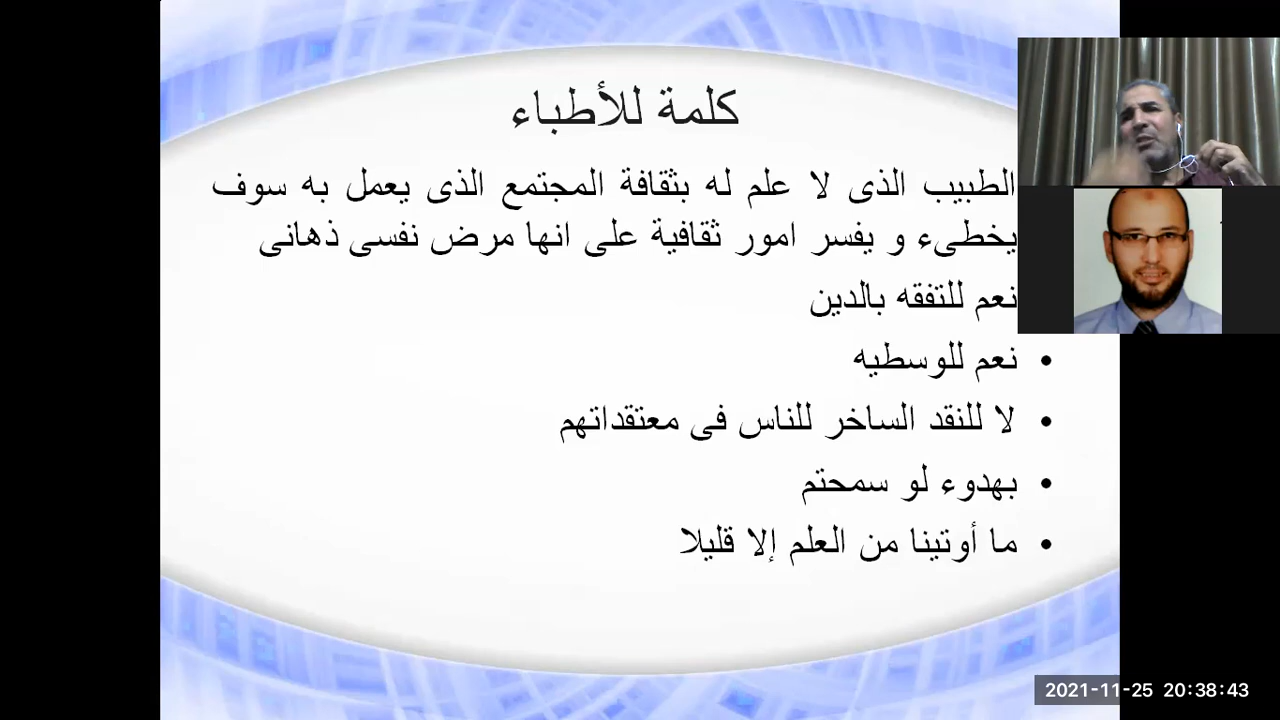 كلمة للأطباء
الطبيب الذى لا علم له بثقافة المجتمع الذى يعمل به سوف
يخطىء و يفسر امور ثقافية على انها مرض نفسى ذهانى
نعم للتفقه بالدين
• نعم للوسطيه
• لا للنقد الساخر للناس فى معتقداتهم
• بهدوء لو سمحتم
• ما أوتينا من العلم إلا قليلا
2021-11-25 20:38:43